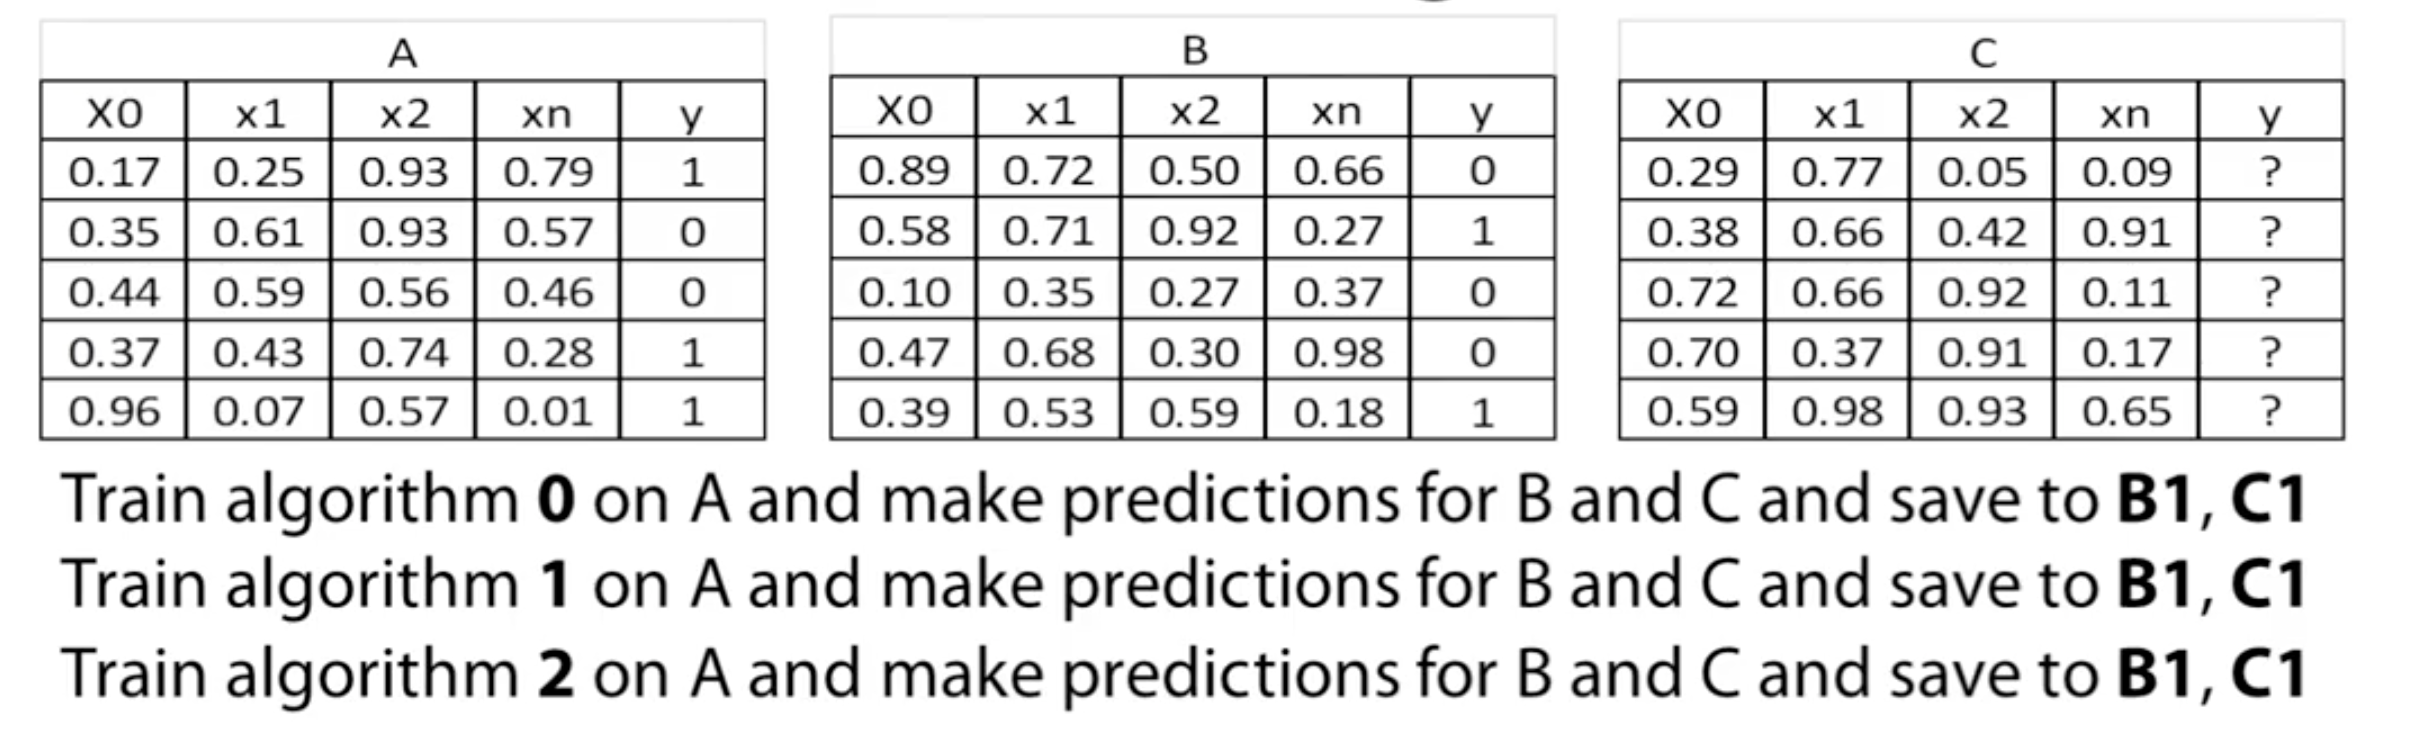 A
X0 x1 x2 xn y
0.17 0.25 0.93 0.79 1
0.35 0.61 0.93 0.57 0
0.44 0.59 0.56 0.46 0
0.37 0.43 0.74 0.28 1
0.96 0.07 0.57 0.01 1
B
X0 x1 x2 xn y
0.89 0.72 0.50 0.66 0
0.58 0.71 0.92 0.27 1
0.10 0.35 0.27 0.37 0
0.47 0.68 0.30 0.98 0
0.39 0.53 0.59 0.18 1
C
X0 x1 x2 xn y
0.29 0.77 0.05 0.09 ?
0.38 0.66 0.42 0.91 ?
0.72 0.66 0.92 0.11 ?
0.70 0.37 0.91 0.17 ?
0.59 0.98 0.93 0.65 ?
Train algorithm 0 on A and make predictions for B and C and save to B1, C1
Train algorithm 1 on A and make predictions for B and C and save to B1, C1
Train algorithm 2 on A and make predictions for B and C and save to B1, C1